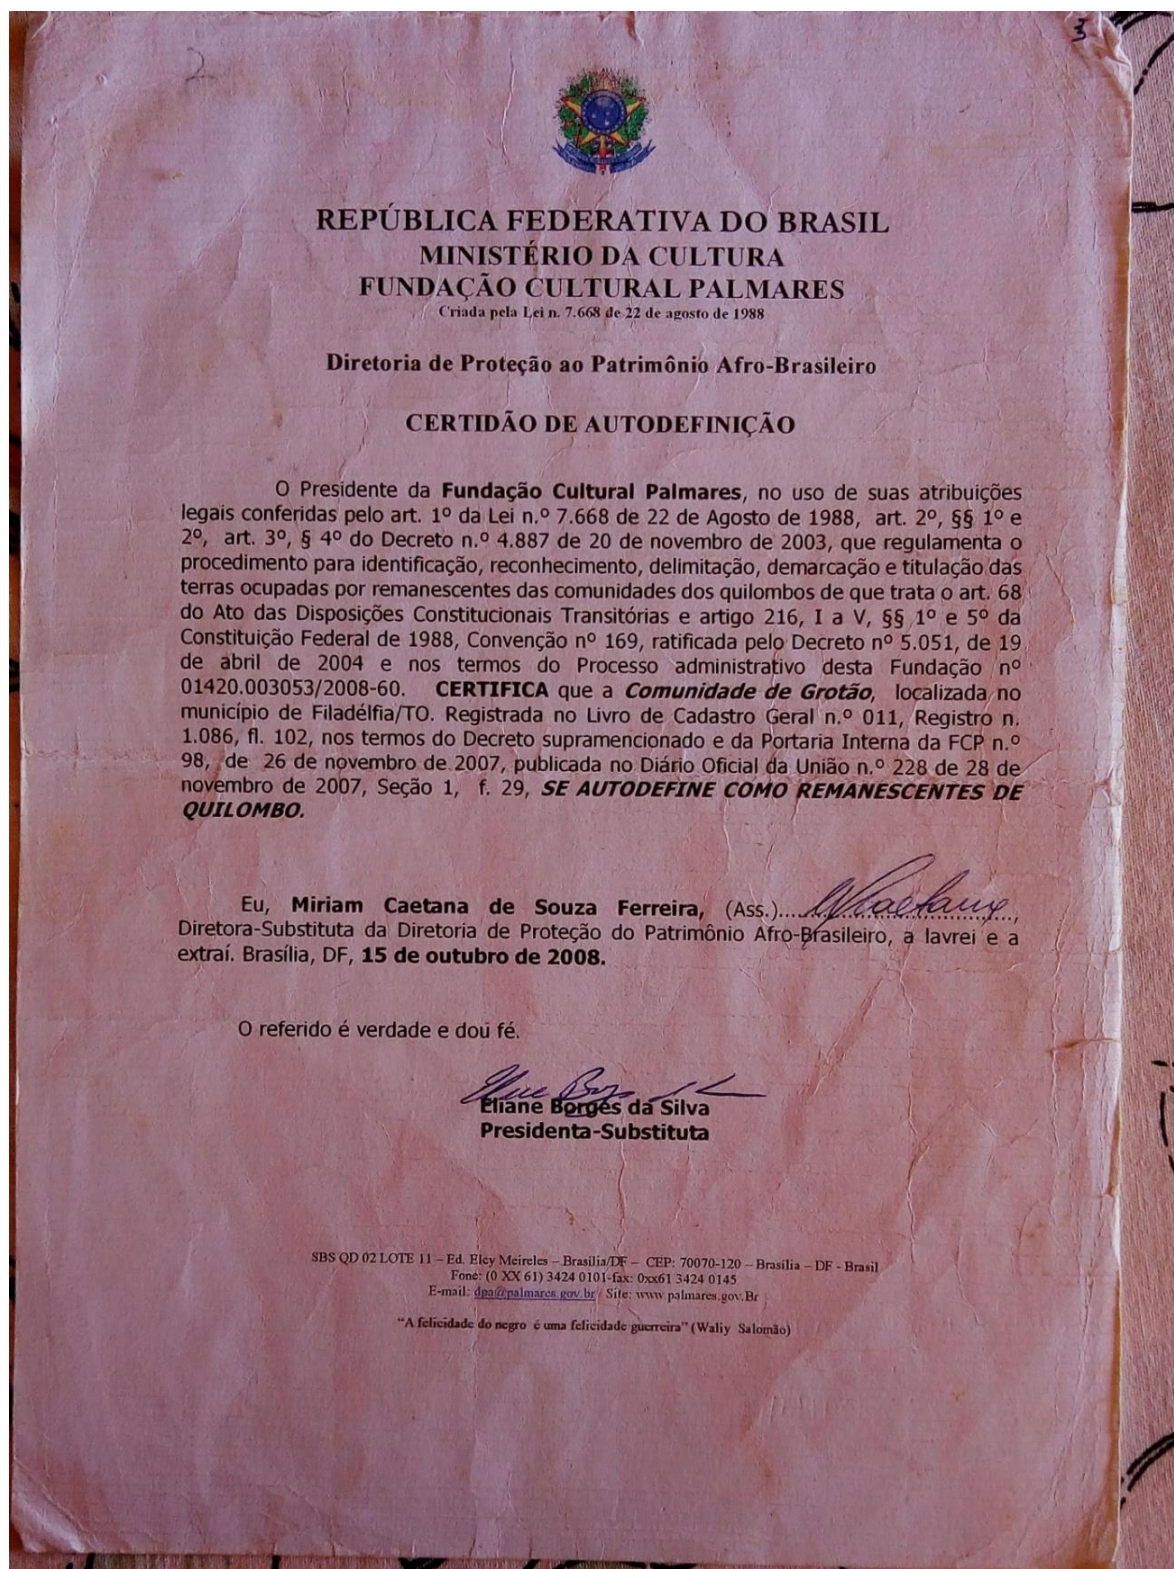 2
3
REPÚBLICA FEDERATIVA DO BRASIL
MINISTÉRIO DA CULTURA
FUNDAÇÃO CULTURAL PALMARES
Criada pela Lei n. 7.668 de 22 de agosto de 1988
Diretoria de Proteção ao Patrimônio Afro-Brasileiro
CERTIDÃO DE AUTODEFINIÇÃO
O Presidente da Fundação Cultural Palmares, no uso de suas atribuições
legais conferidas pelo art. 1º da Lei n.º 7.668 de 22 de Agosto de 1988, art. 2º, §§ 1º e
2º, art. 3º, § 4º do Decreto n.º 4.887 de 20 de novembro de 2003, que regulamenta o
procedimento para identificação, reconhecimento, delimitação, demarcação e titulação das
terras ocupadas por remanescentes das comunidades dos quilombos de que trata o art. 68
do Ato das Disposições Constitucionais Transitórias e artigo 216, I a V, §§ 1º e 5º da
Constituição Federal de 1988, Convenção nº 169, ratificada pelo Decreto nº 5.051, de 19
de abril de 2004 e nos termos do Processo administrativo desta Fundação nº
01420.003053/2008-60. CERTIFICA que a Comunidade de Grotão, localizada no
município de Filadélfia/TO. Registrada no Livro de Cadastro Geral n.º 011, Registro n.
1.086, fl. 102, nos termos do Decreto supramencionado e da Portaria Interna da FCP n.º
98, de 26 de novembro de 2007, publicada no Diário Oficial da União n.º 228 de 28 de
novembro de 2007, Seção 1, f. 29, SE AUTODEFINE COMO REMANESCENTES DE
QUILOMBO.
Eu, Miriam Caetana de Souza Ferreira, (Ass.)....................,
Diretora-Substituta da Diretoria de Proteção do Patrimônio Afro-Brasileiro, a lavrei e a
extraí. Brasília, DF, 15 de outubro de 2008.
O referido é verdade e dou fé.
Eliane Borges da Silva
Presidenta-Substituta
SBS QD 02 LOTE 11 – Ed. Elcy Meireles – Brasília/DF – CEP: 70070-120 – Brasília – DF - Brasil
Fone: (0 XX 61) 3424 0101-fax: 0xx61 3424 0145
E-mail: dpa@palmares.gov.br / Site: www.palmares.gov.Br
"A felicidade do negro é uma felicidade guerreira" (Waliy Salomão)